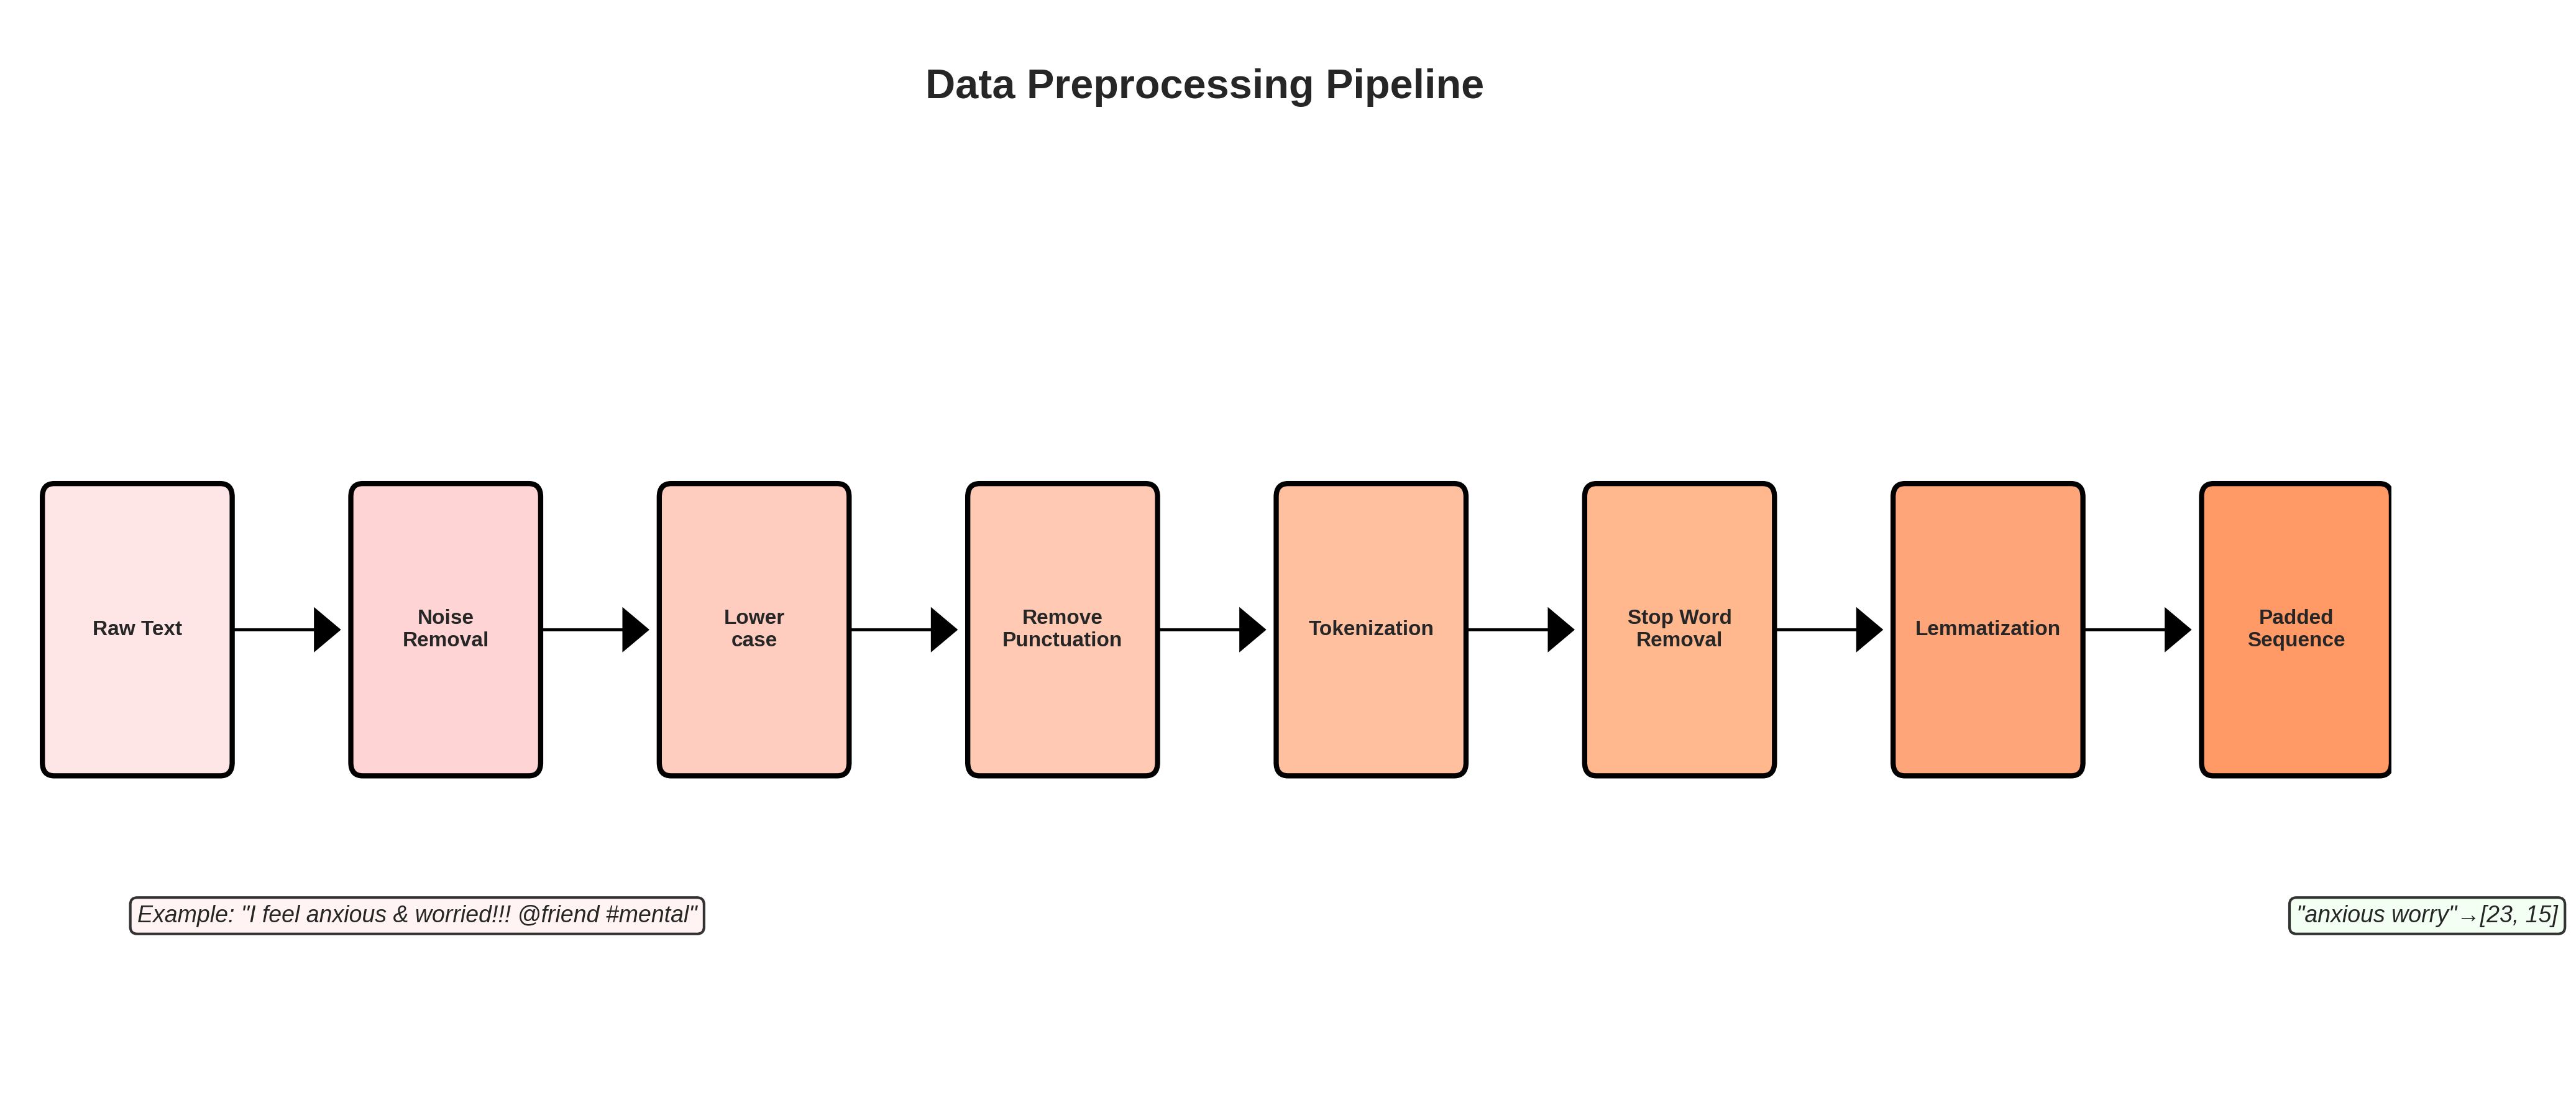 Data Preprocessing Pipeline
Raw Text
Noise
Removal
Lower
case
Remove
Punctuation
Tokenization
Stop Word
Removal
Lemmatization
Padded
Sequence
Example: "I feel anxious & worried!!! @friend #mental"
"anxious worry"→[23, 15]